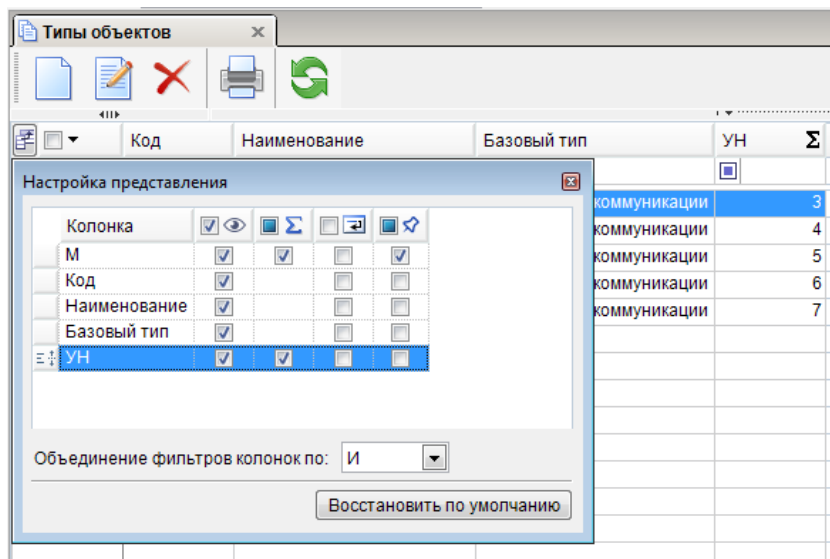 Типы объектов
Код Наименование Базовый тип УН Σ
Настройка представления
Колонка Σ
М
Код
Наименование
Базовый тип
УН
коммуникации 3
коммуникации 4
коммуникации 5
коммуникации 6
коммуникации 7
Объединение фильтров колонок по: И
Восстановить по умолчанию